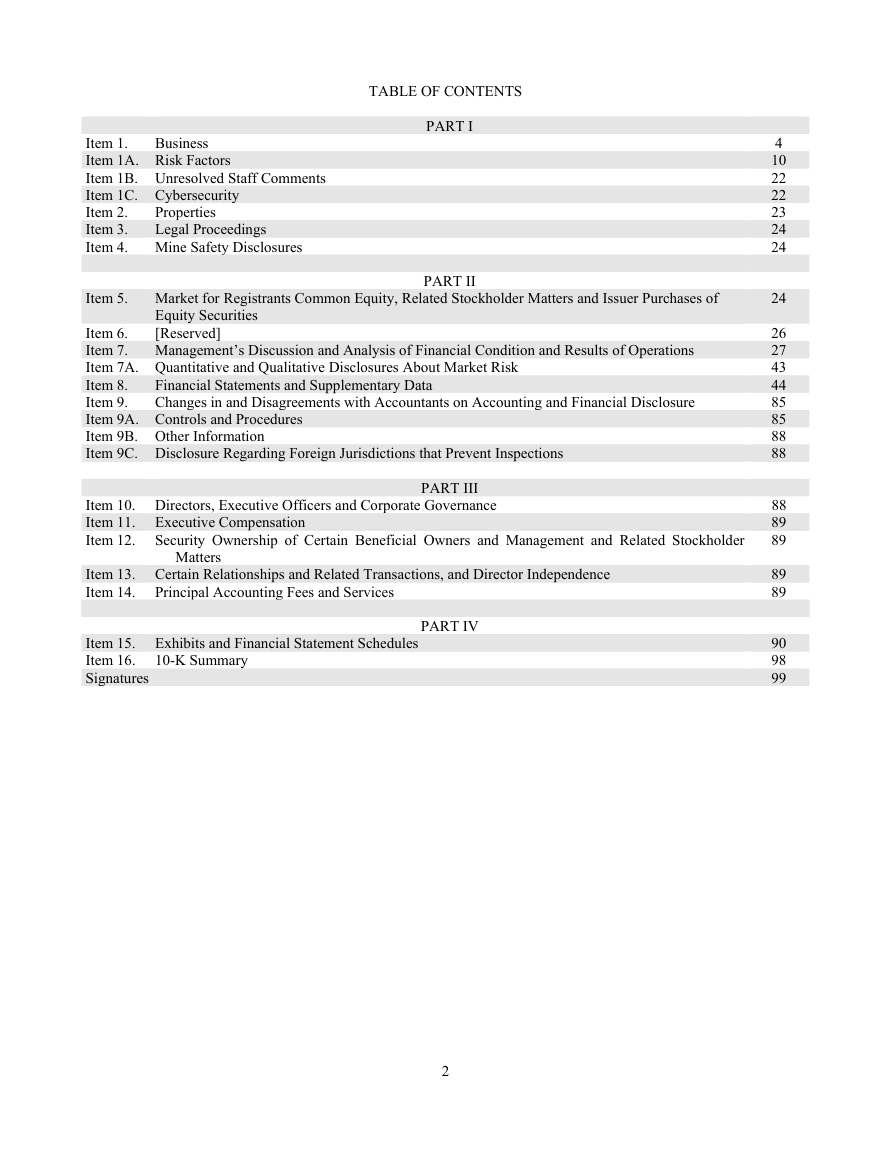 TABLE OF CONTENTS
PART I
Item 1. Business 4
Item 1A. Risk Factors 10
Item 1B. Unresolved Staff Comments 22
Item 1C. Cybersecurity 22
Item 2. Properties 23
Item 3. Legal Proceedings 24
Item 4. Mine Safety Disclosures 24
PART II
Item 5. Market for Registrants Common Equity, Related Stockholder Matters and Issuer Purchases of 24
Equity Securities
Item 6. [Reserved] 26
Item 7. Management’s Discussion and Analysis of Financial Condition and Results of Operations 27
Item 7A. Quantitative and Qualitative Disclosures About Market Risk 43
Item 8. Financial Statements and Supplementary Data 44
Item 9. Changes in and Disagreements with Accountants on Accounting and Financial Disclosure 85
Item 9A. Controls and Procedures 85
Item 9B. Other Information 88
Item 9C. Disclosure Regarding Foreign Jurisdictions that Prevent Inspections 88
PART III
Item 10. Directors, Executive Officers and Corporate Governance 88
Item 11. Executive Compensation 89
Item 12. Security Ownership of Certain Beneficial Owners and Management and Related Stockholder 89
Matters
Item 13. Certain Relationships and Related Transactions, and Director Independence 89
Item 14. Principal Accounting Fees and Services 89
PART IV
Item 15. Exhibits and Financial Statement Schedules 90
Item 16. 10-K Summary 98
Signatures 99
2